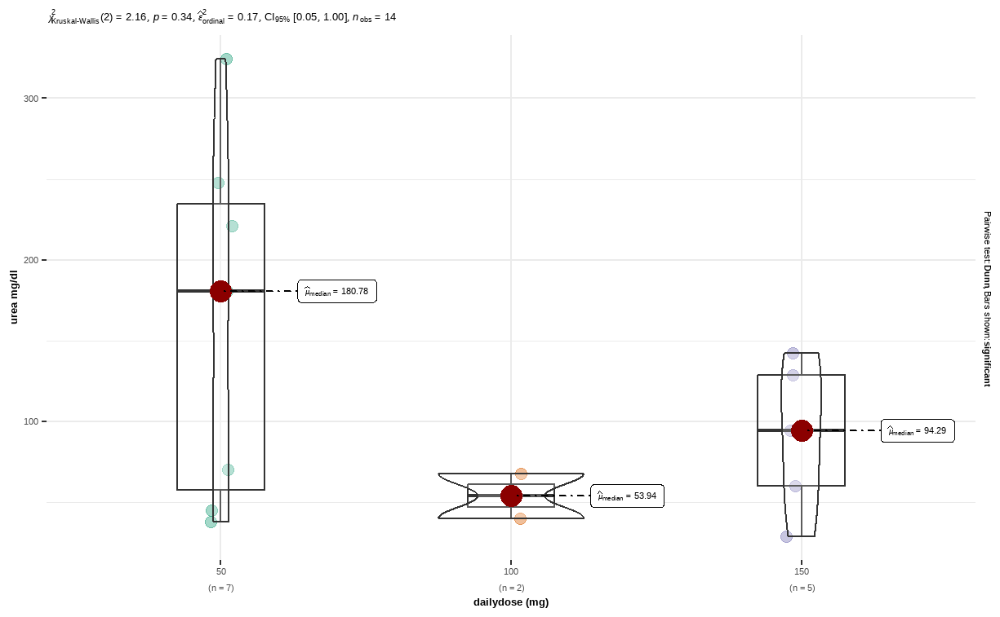 χ²Kruskal-Wallis(2) = 2.16, p = 0.34, ε̂²ordinal = 0.17, CI95% [0.05, 1.00], nobs = 14
300
200
100
urea mg/dl
μ̂median = 180.78
μ̂median = 53.94
μ̂median = 94.29
Pairwise test: Dunn, Bars shown: significant
50
(n = 7)
100
(n = 2)
150
(n = 5)
dailydose (mg)